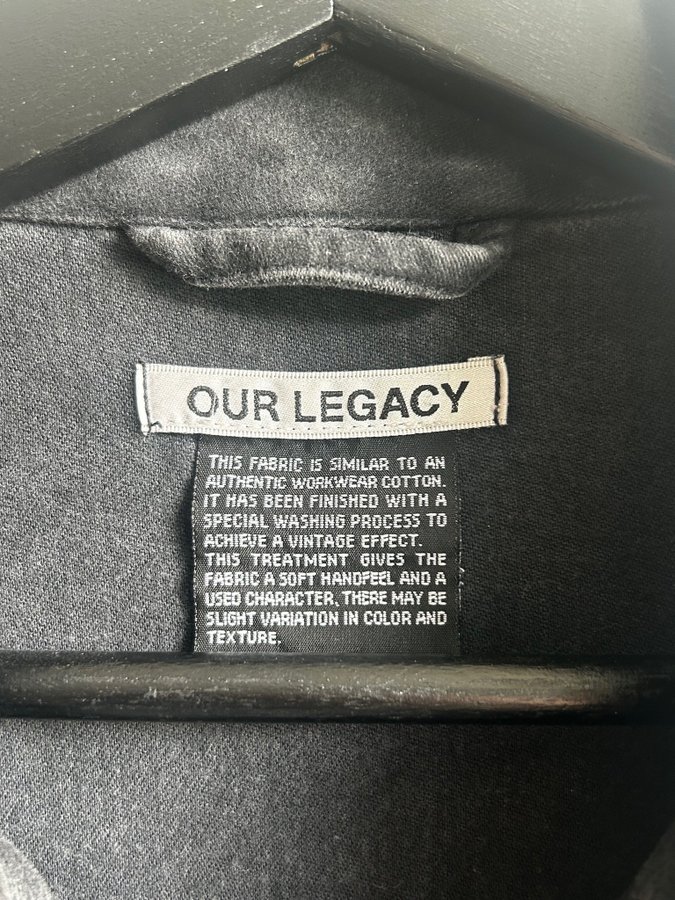 OUR LEGACY
THIS FABRIC IS SIMILAR TO AN
AUTHENTIC WORKWEAR COTTON.
IT HAS BEEN FINISHED WITH A
SPECIAL WASHING PROCESS TO
ACHIEVE A VINTAGE EFFECT.
THIS TREATMENT GIVES THE
FABRIC A SOFT HANDFEEL AND A
USED CHARACTER. THERE MAY BE
SLIGHT VARIATION IN COLOR AND
TEXTURE.